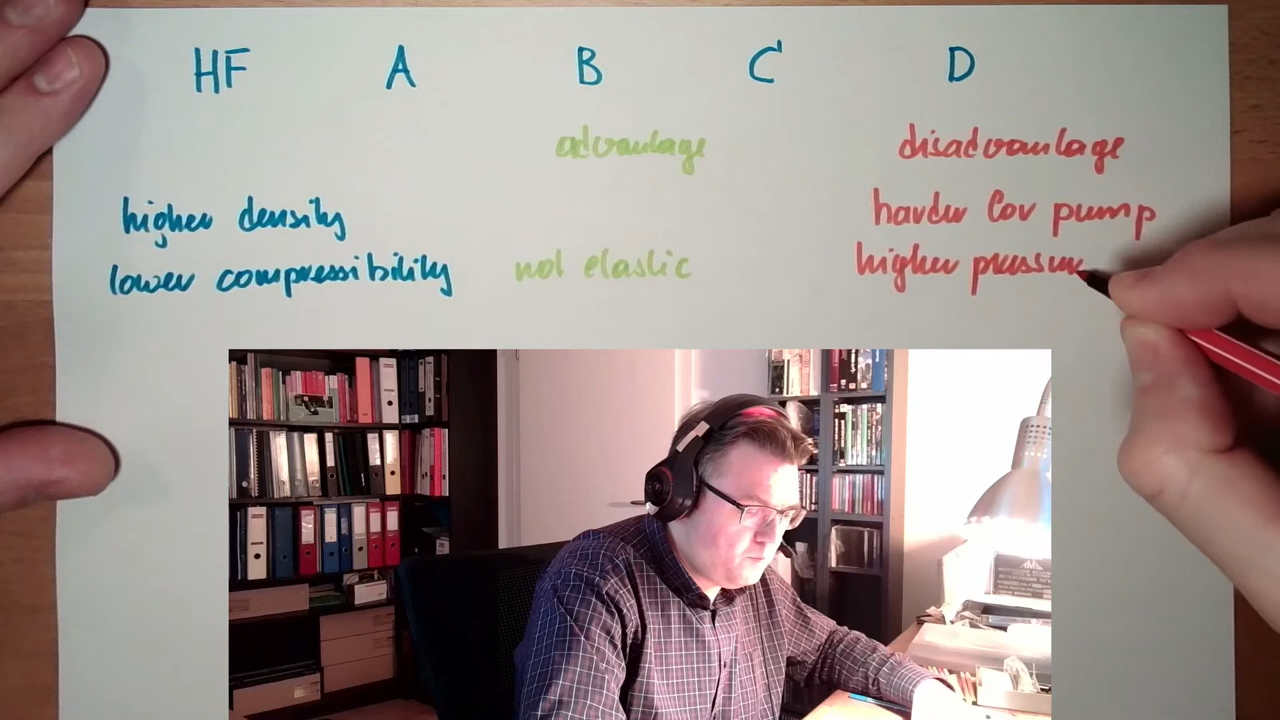 HF A B C D
advantage disadvantage
higher density harder for pump
lower compressibility not elastic higher pressure